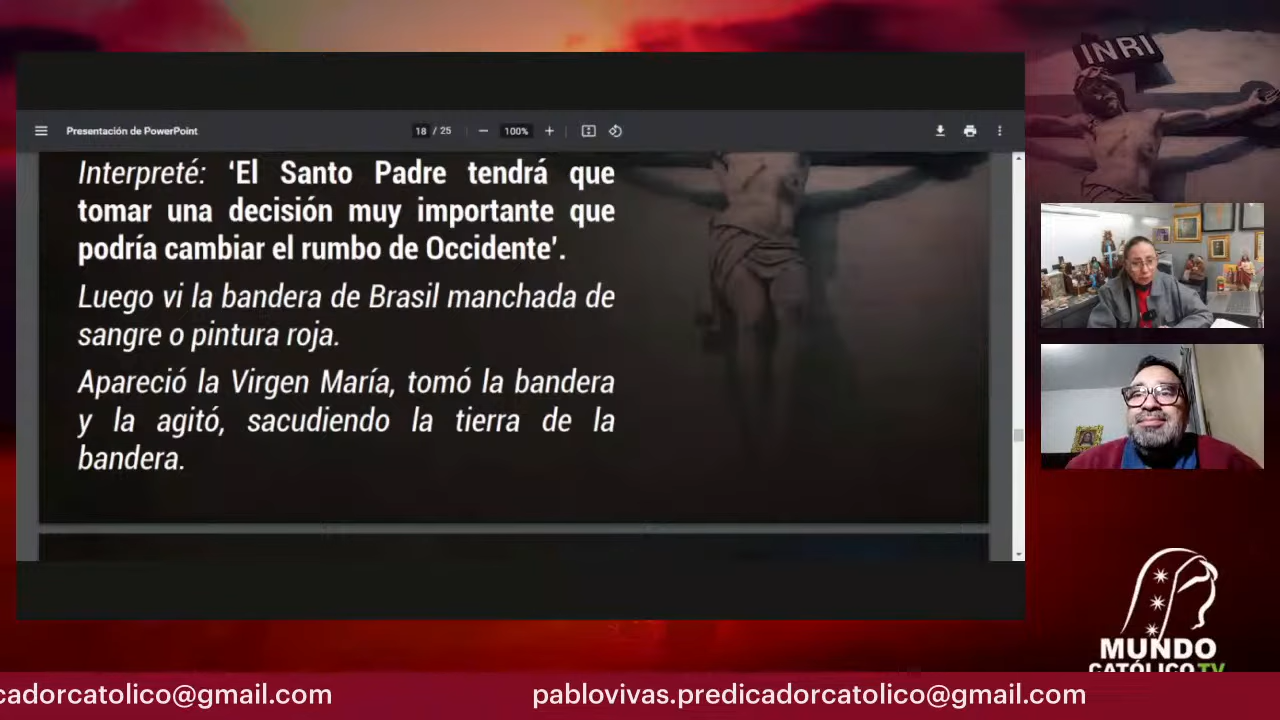 INRI
Presentación de PowerPoint
18 / 25
100%
Interpreté: ‘El Santo Padre tendrá que
tomar una decisión muy importante que
podría cambiar el rumbo de Occidente’.
Luego vi la bandera de Brasil manchada de
sangre o pintura roja.
Apareció la Virgen María, tomó la bandera
y la agitó, sacudiendo la tierra de la
bandera.
MUNDO
CATÓLICO TV
cadorcatolico@gmail.com pablovivas.predicadorcatolico@gmail.com